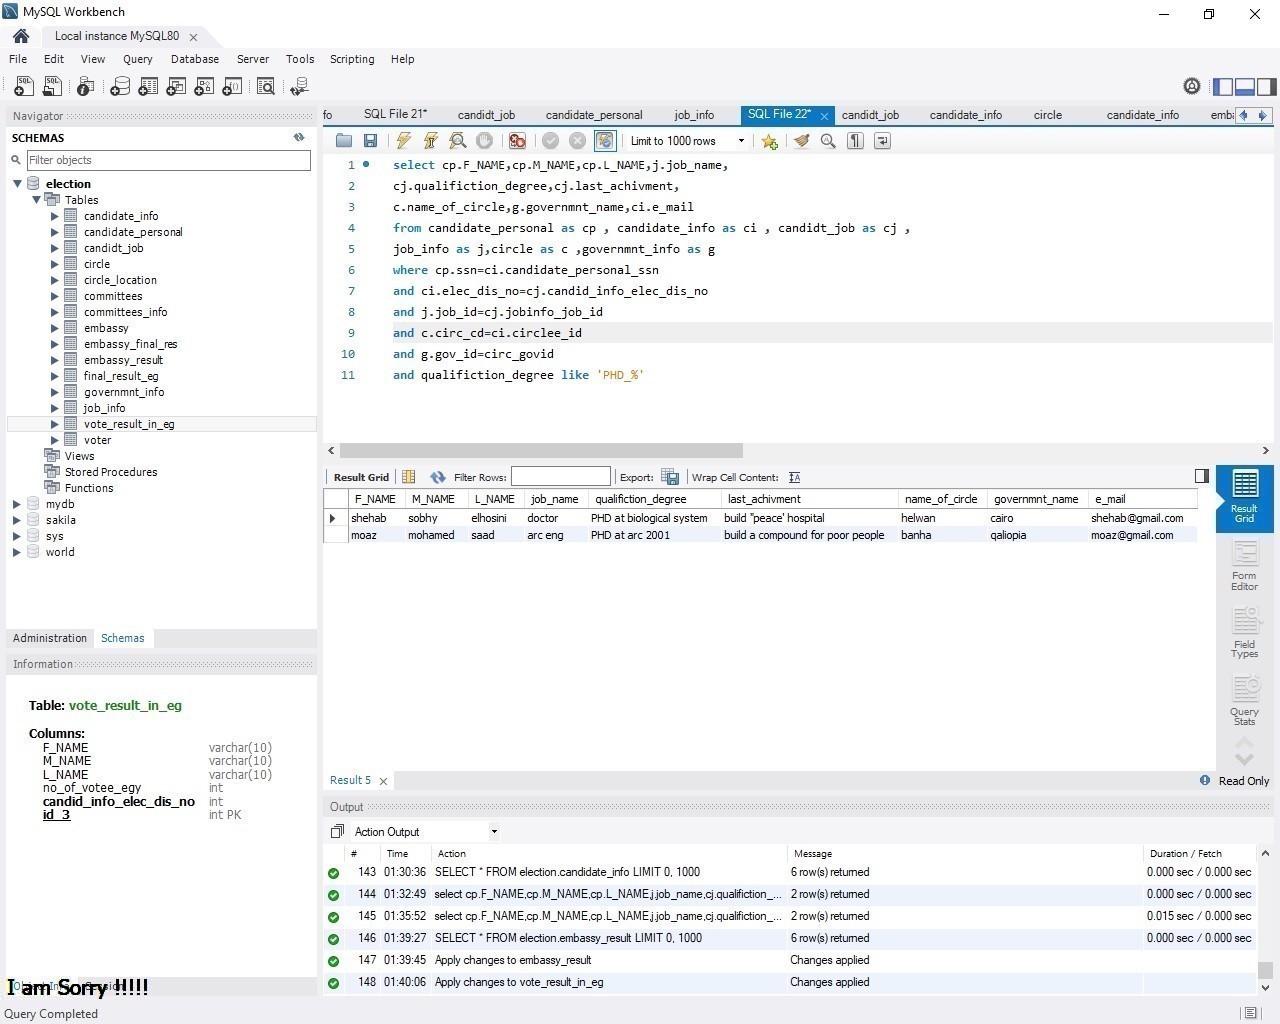 MySQL Workbench
Local instance MySQL80
File Edit View Query Database Server Tools Scripting Help
Navigator
SCHEMAS
Filter objects
election
Tables
candidate_info
candidate_personal
candidt_job
circle
circle_location
committees
committees_info
embassy
embassy_final_res
embassy_result
final_result_eg
governmnt_info
job_info
vote_result_in_eg
voter
Views
Stored Procedures
Functions
mydb
sakila
sys
world
Administration Schemas
Information
Table: vote_result_in_eg
Columns:
F_NAME varchar(10)
M_NAME varchar(10)
L_NAME varchar(10)
no_of_votee_egy int
candid_info_elec_dis_no int
id_3 int PK
I am Sorry !!!!!
Query Completed
fo SQL File 21* candidt_job candidate_personal job_info SQL File 22* candidt_job candidate_info circle candidate_info emb
Limit to 1000 rows
1 select cp.F_NAME,cp.M_NAME,cp.L_NAME,j.job_name,
2 cj.qualifiction_degree,cj.last_achivment,
3 c.name_of_circle,g.governmnt_name,ci.e_mail
4 from candidate_personal as cp , candidate_info as ci , candidt_job as cj ,
5 job_info as j,circle as c ,governmnt_info as g
6 where cp.ssn=ci.candidate_personal_ssn
7 and ci.elec_dis_no=cj.candid_info_elec_dis_no
8 and j.job_id=cj.jobinfo_job_id
9 and c.circ_cd=ci.circlee_id
10 and g.gov_id=circ_govid
11 and qualifiction_degree like 'PHD_%'
Result Grid Filter Rows: Export: Wrap Cell Content:
F_NAME M_NAME L_NAME job_name qualifiction_degree last_achivment name_of_circle governmnt_name e_mail
shehab sobhy elhosini doctor PHD at biological system build "peace' hospital helwan cairo shehab@gmail.com
moaz mohamed saad arc eng PHD at arc 2001 build a compound for poor people banha qaliopia moaz@gmail.com
Result Grid
Form Editor
Field Types
Query Stats
Result 5 Read Only
Output
Action Output
# Time Action Message Duration / Fetch
143 01:30:36 SELECT * FROM election.candidate_info LIMIT 0, 1000 6 row(s) returned 0.000 sec / 0.000 sec
144 01:32:49 select cp.F_NAME,cp.M_NAME,cp.L_NAME,j.job_name,cj.qualifiction_... 2 row(s) returned 0.000 sec / 0.000 sec
145 01:35:52 select cp.F_NAME,cp.M_NAME,cp.L_NAME,j.job_name,cj.qualifiction_... 2 row(s) returned 0.015 sec / 0.000 sec
146 01:39:27 SELECT * FROM election.embassy_result LIMIT 0, 1000 6 row(s) returned 0.000 sec / 0.000 sec
147 01:39:45 Apply changes to embassy_result Changes applied
148 01:40:06 Apply changes to vote_result_in_eg Changes applied